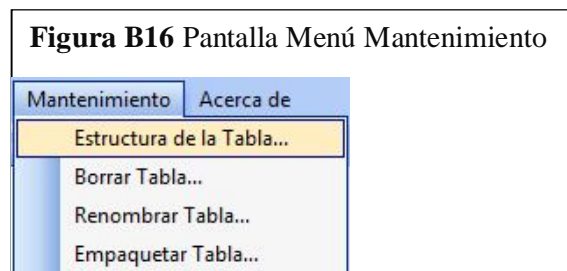 Figura B16 Pantalla Menú Mantenimiento
Mantenimiento Acerca de
Estructura de la Tabla...
Borrar Tabla...
Renombrar Tabla...
Empaquetar Tabla...